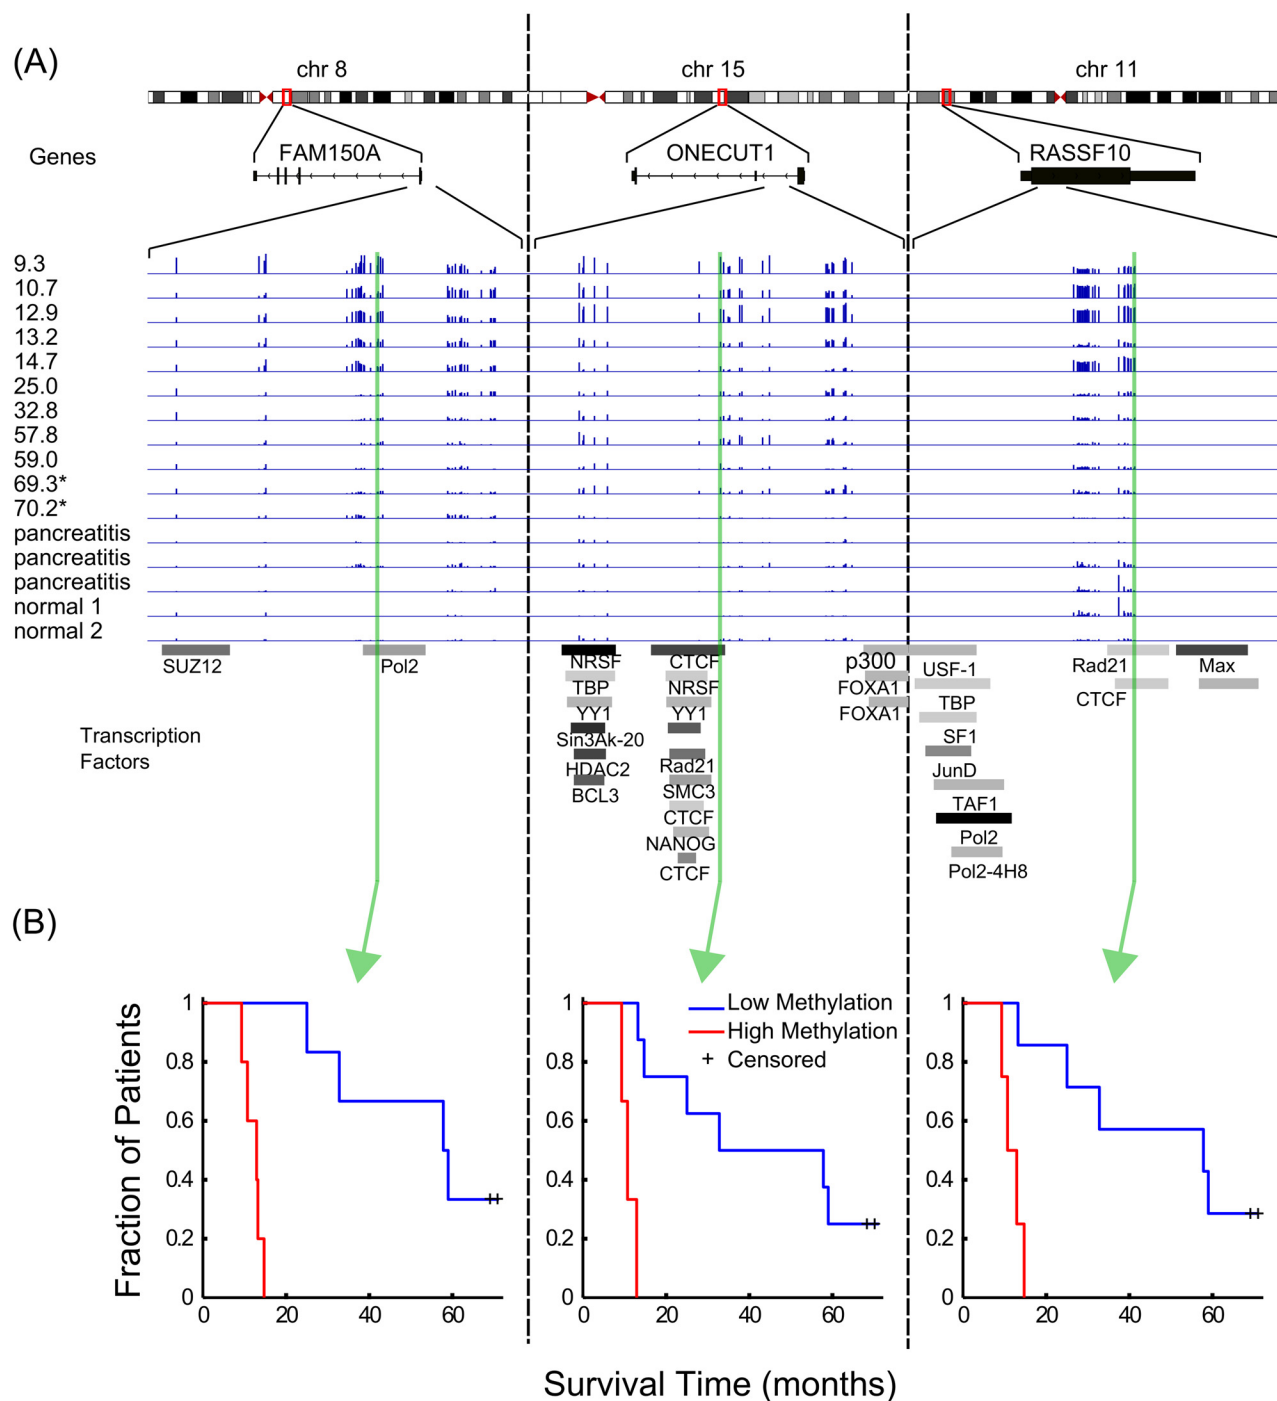 (A)
chr 8
chr 15
chr 11
Genes
FAM150A
ONECUT1
RASSF10
9.3
10.7
12.9
13.2
14.7
25.0
32.8
57.8
59.0
69.3*
70.2*
pancreatitis
pancreatitis
pancreatitis
normal 1
normal 2
Transcription
Factors
SUZ12
Pol2
NRSF
TBP
YY1
Sin3Ak-20
HDAC2
BCL3
CTCF
NRSF
YY1
Rad21
SMC3
CTCF
NANOG
CTCF
p300
FOXA1
FOXA1
USF-1
TBP
SF1
JunD
TAF1
Pol2
Pol2-4H8
Rad21
CTCF
Max
(B)
Fraction of Patients
1
0.8
0.6
0.4
0.2
0
0 20 40 60
1
0.8
0.6
0.4
0.2
0
0 20 40 60
Low Methylation
High Methylation
+ Censored
1
0.8
0.6
0.4
0.2
0
0 20 40 60
Survival Time (months)